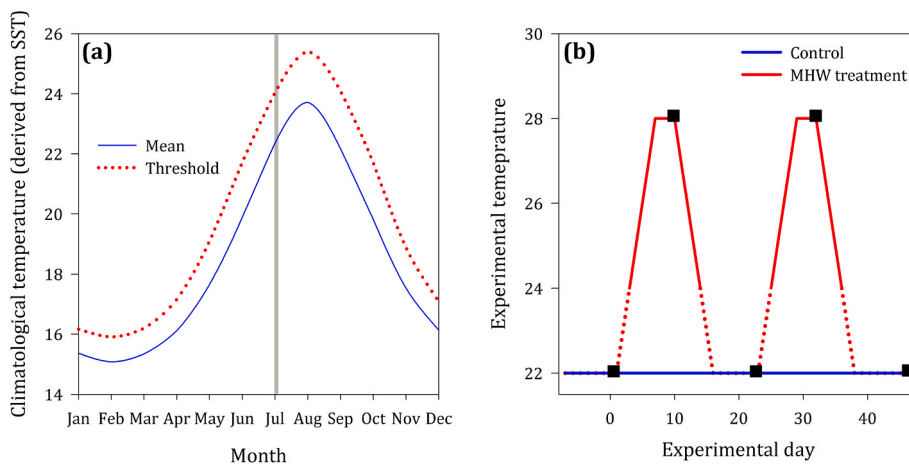 (a)
Climatological temperature (derived from SST)
26
24
22
20
18
16
14
Mean
Threshold
Jan Feb Mar Apr May Jun Jul Aug Sep Oct Nov Dec
Month
(b)
Experimental temeprature
30
28
26
24
22
Control
MHW treatment
0 10 20 30 40
Experimental day